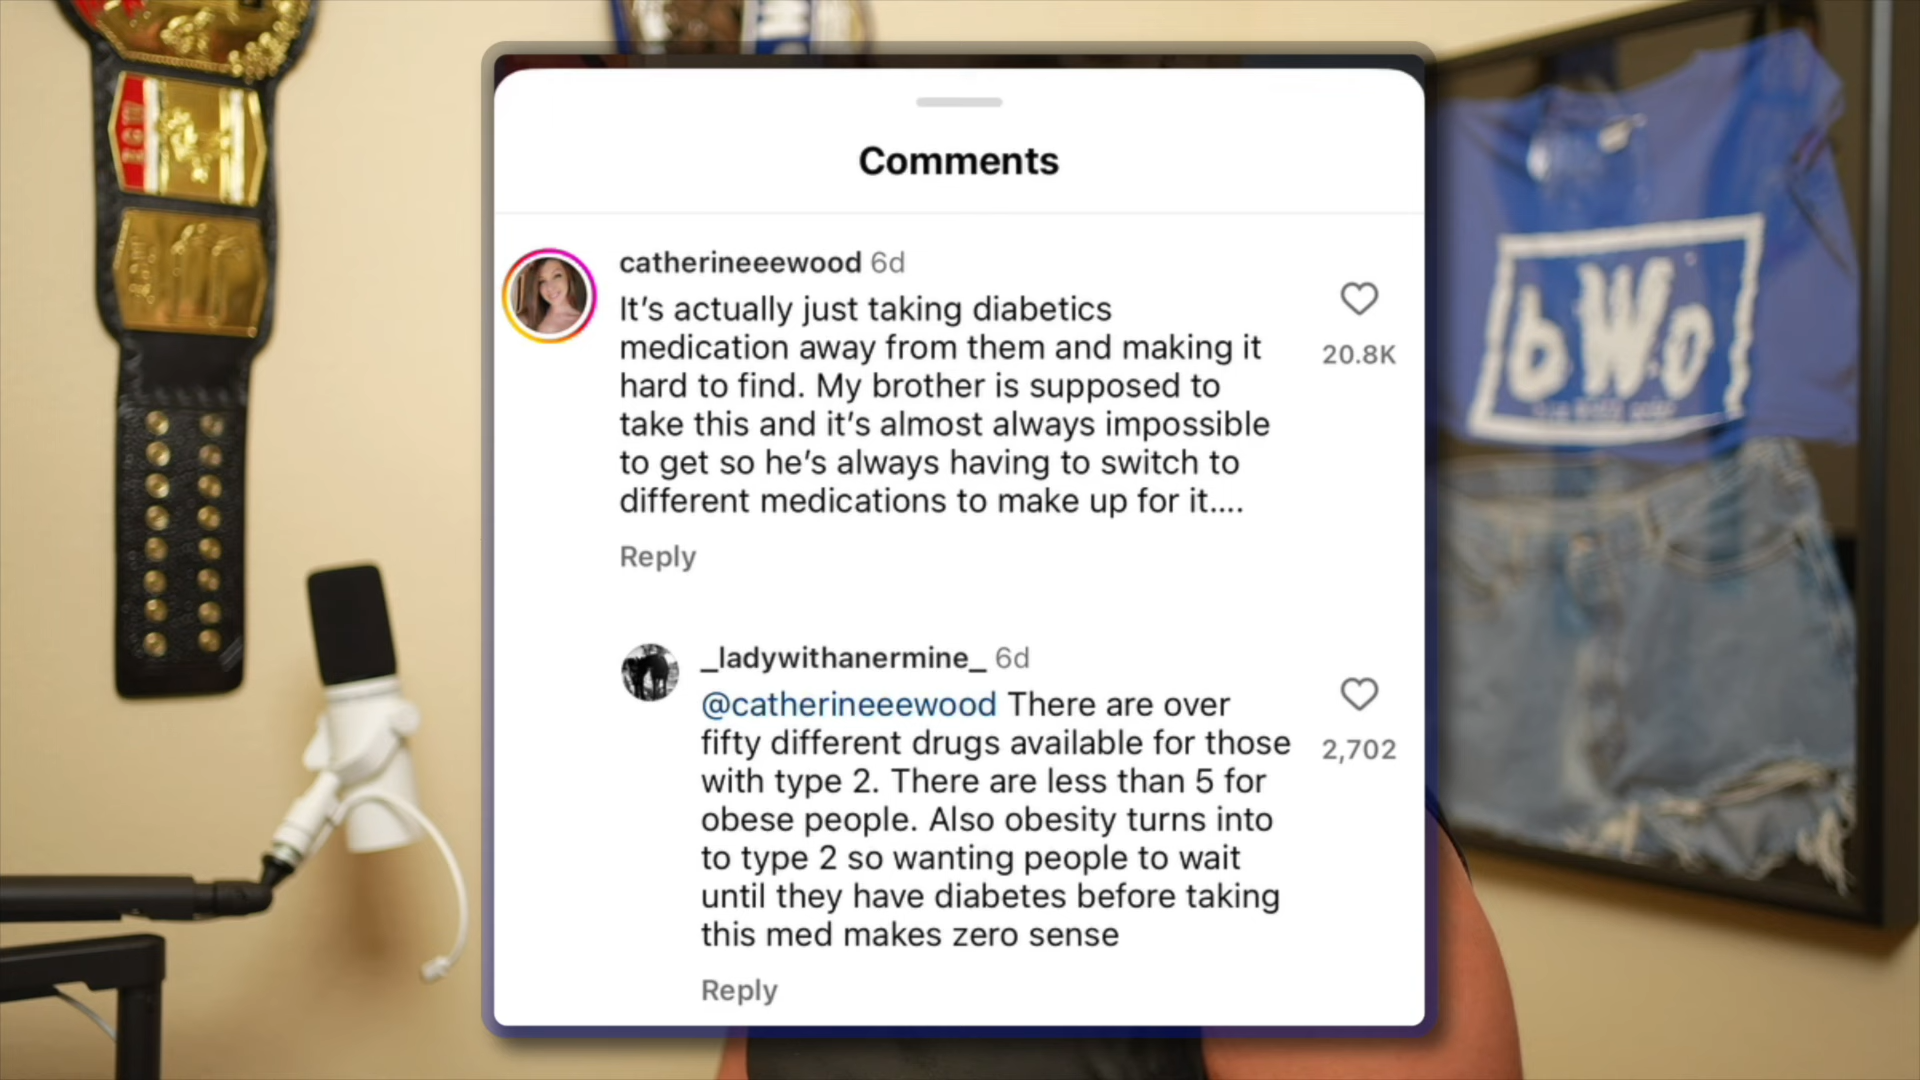 Comments
catherineeewood 6d
It’s actually just taking diabetics
medication away from them and making it
hard to find. My brother is supposed to
take this and it’s almost always impossible
to get so he’s always having to switch to
different medications to make up for it....
20.8K
Reply
_ladywithanermine_ 6d
@catherineeewood There are over
fifty different drugs available for those
with type 2. There are less than 5 for
obese people. Also obesity turns into
to type 2 so wanting people to wait
until they have diabetes before taking
this med makes zero sense
2,702
Reply
bWo